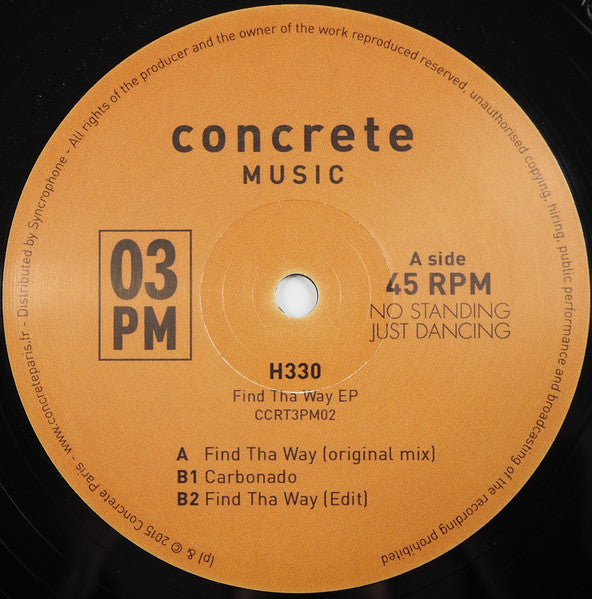 (p) & © 2015 Concrete Paris - www.concreteparis.fr - Distributed by Syncrophone - All rights of the producer and the owner of the work reproduced reserved, unauthorised copying, hiring, public performance and broadcasting of the recording prohibited
concrete
MUSIC
03
PM
A side
45 RPM
NO STANDING
JUST DANCING
H330
Find Tha Way EP
CCRT3PM02
A Find Tha Way (original mix)
B1 Carbonado
B2 Find Tha Way (Edit)